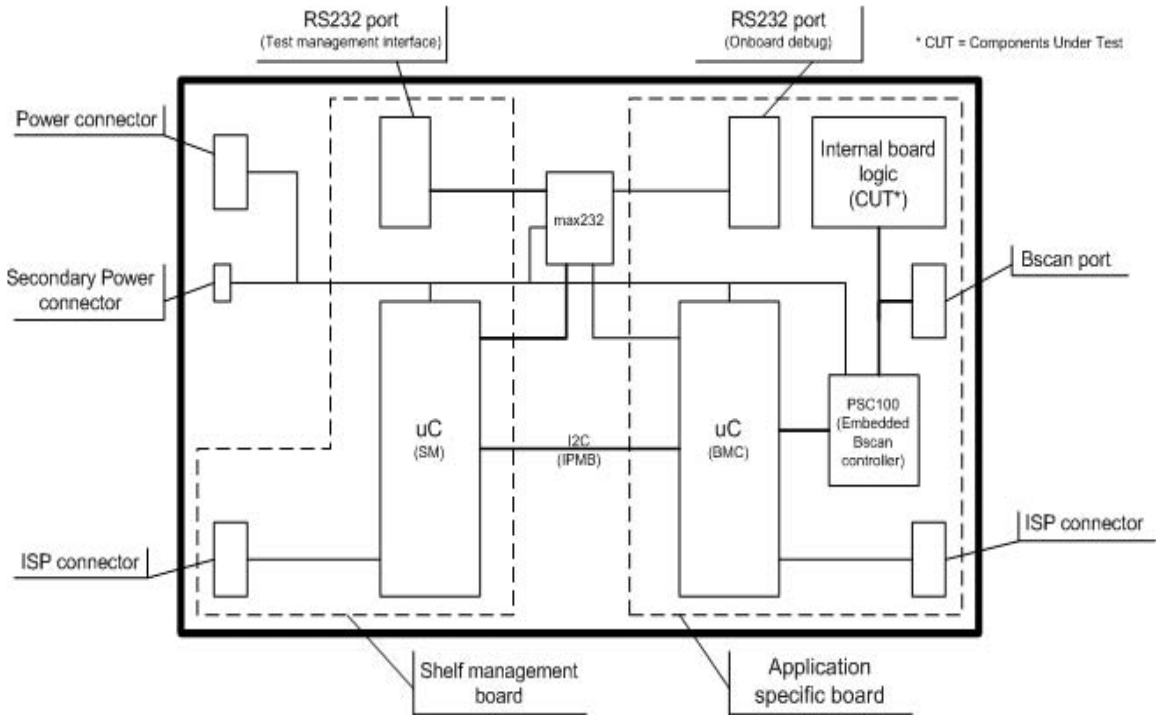 RS232 port
(Test management interface)
RS232 port
(Onboard debug)
* CUT = Components Under Test
Power connector
Internal board
logic
(CUT*)
max232
Secondary Power
connector
Bscan port
uC
(SM)
I2C
(IPMB)
uC
(BMC)
PSC100
(Embedded
Bscan
controller)
ISP connector
ISP connector
Shelf management
board
Application
specific board